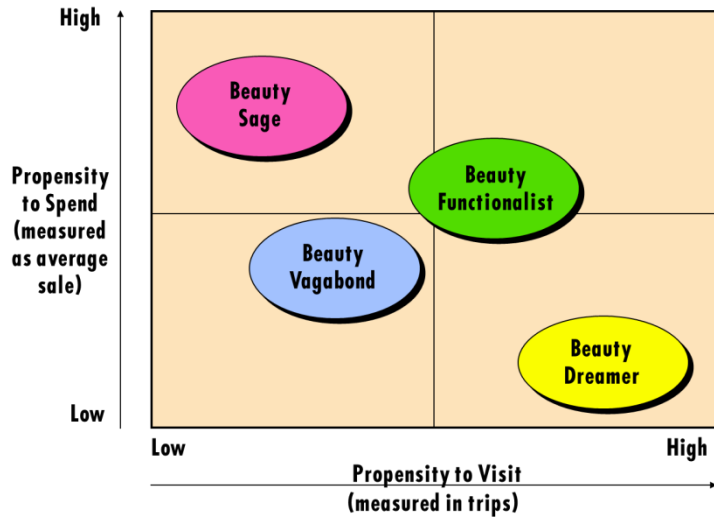 High
Beauty
Sage
Propensity
to Spend
(measured
as average
sale)
Beauty
Functionalist
Beauty
Vagabond
Beauty
Dreamer
Low
Low
High
Propensity to Visit
(measured in trips)